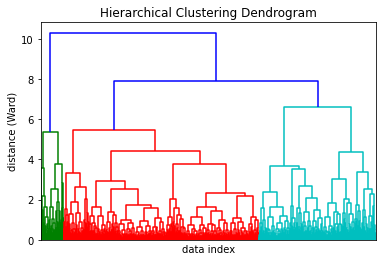 Hierarchical Clustering Dendrogram
10
8
6
4
2
0
distance (Ward)
data index